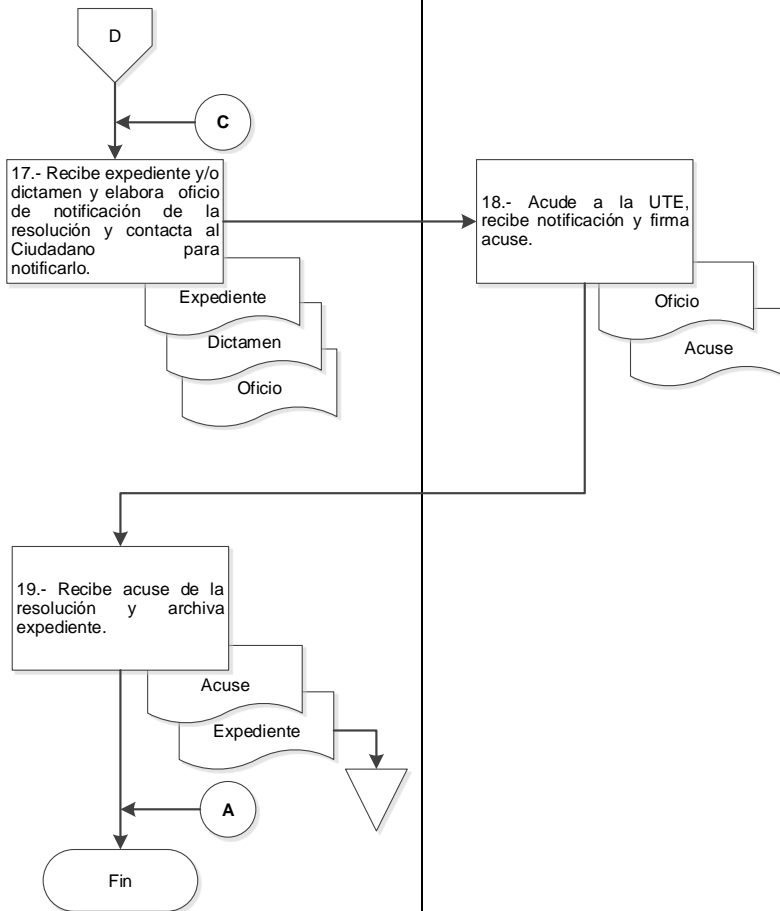 D
C
17.- Recibe expediente y/o
dictamen y elabora oficio
de notificación de la
resolución y contacta al
Ciudadano para
notificarlo.
Expediente
Dictamen
Oficio
18.- Acude a la UTE,
recibe notificación y firma
acuse.
Oficio
Acuse
19.- Recibe acuse de la
resolución y archiva
expediente.
Acuse
Expediente
A
Fin